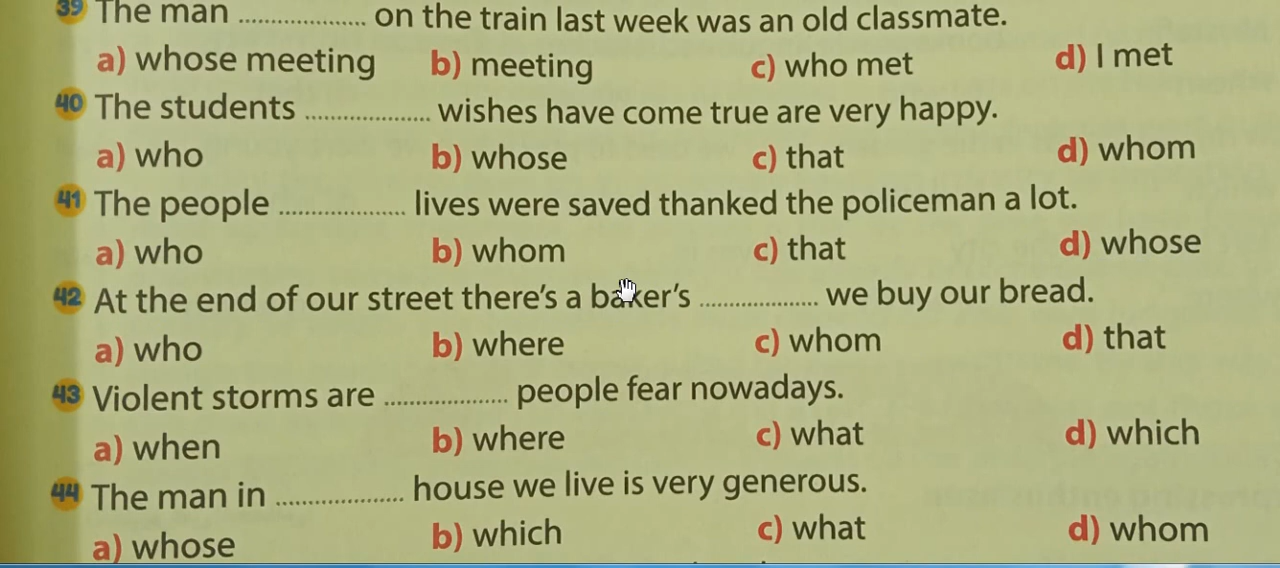 39 The man .................... on the train last week was an old classmate.
a) whose meeting b) meeting c) who met d) I met
40 The students .................... wishes have come true are very happy.
a) who b) whose c) that d) whom
41 The people .................... lives were saved thanked the policeman a lot.
a) who b) whom c) that d) whose
42 At the end of our street there's a baker's .................... we buy our bread.
a) who b) where c) whom d) that
43 Violent storms are .................... people fear nowadays.
a) when b) where c) what d) which
44 The man in .................... house we live is very generous.
a) whose b) which c) what d) whom